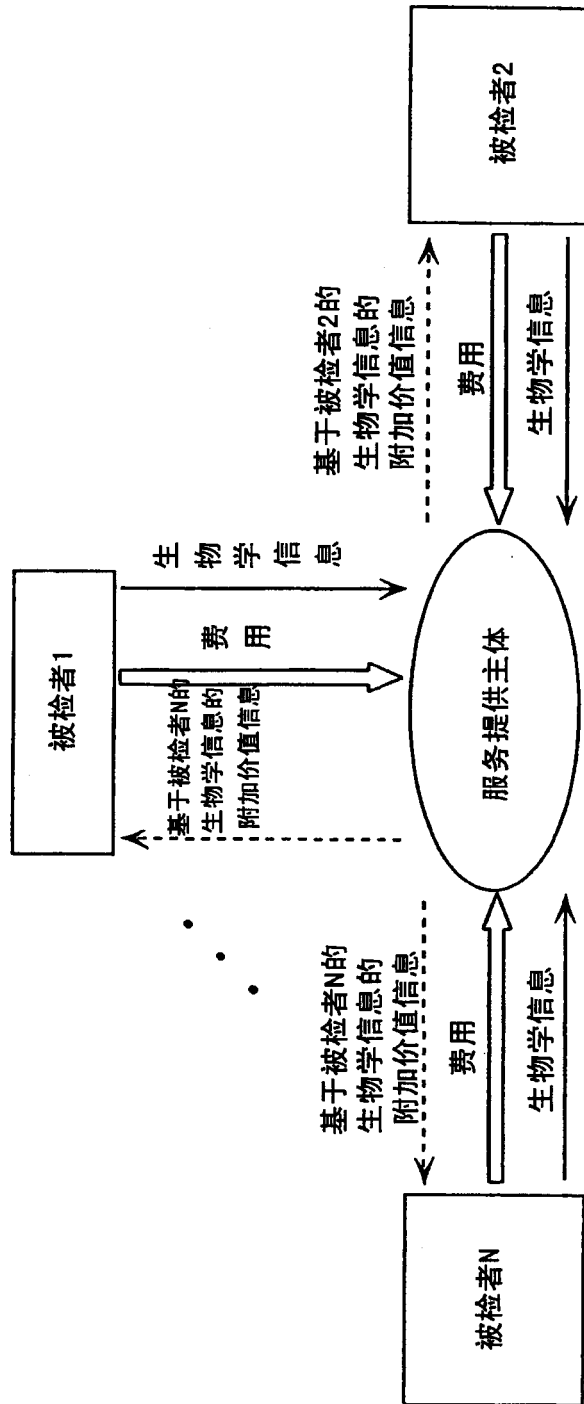 被检者1
生物学信息
费用
基于被检者N的
生物学信息的
附加价值信息
基于被检者N的
生物学信息的
附加价值信息
费用
生物学信息
被检者N
服务提供主体
基于被检者2的
生物学信息的
附加价值信息
费用
生物学信息
被检者2